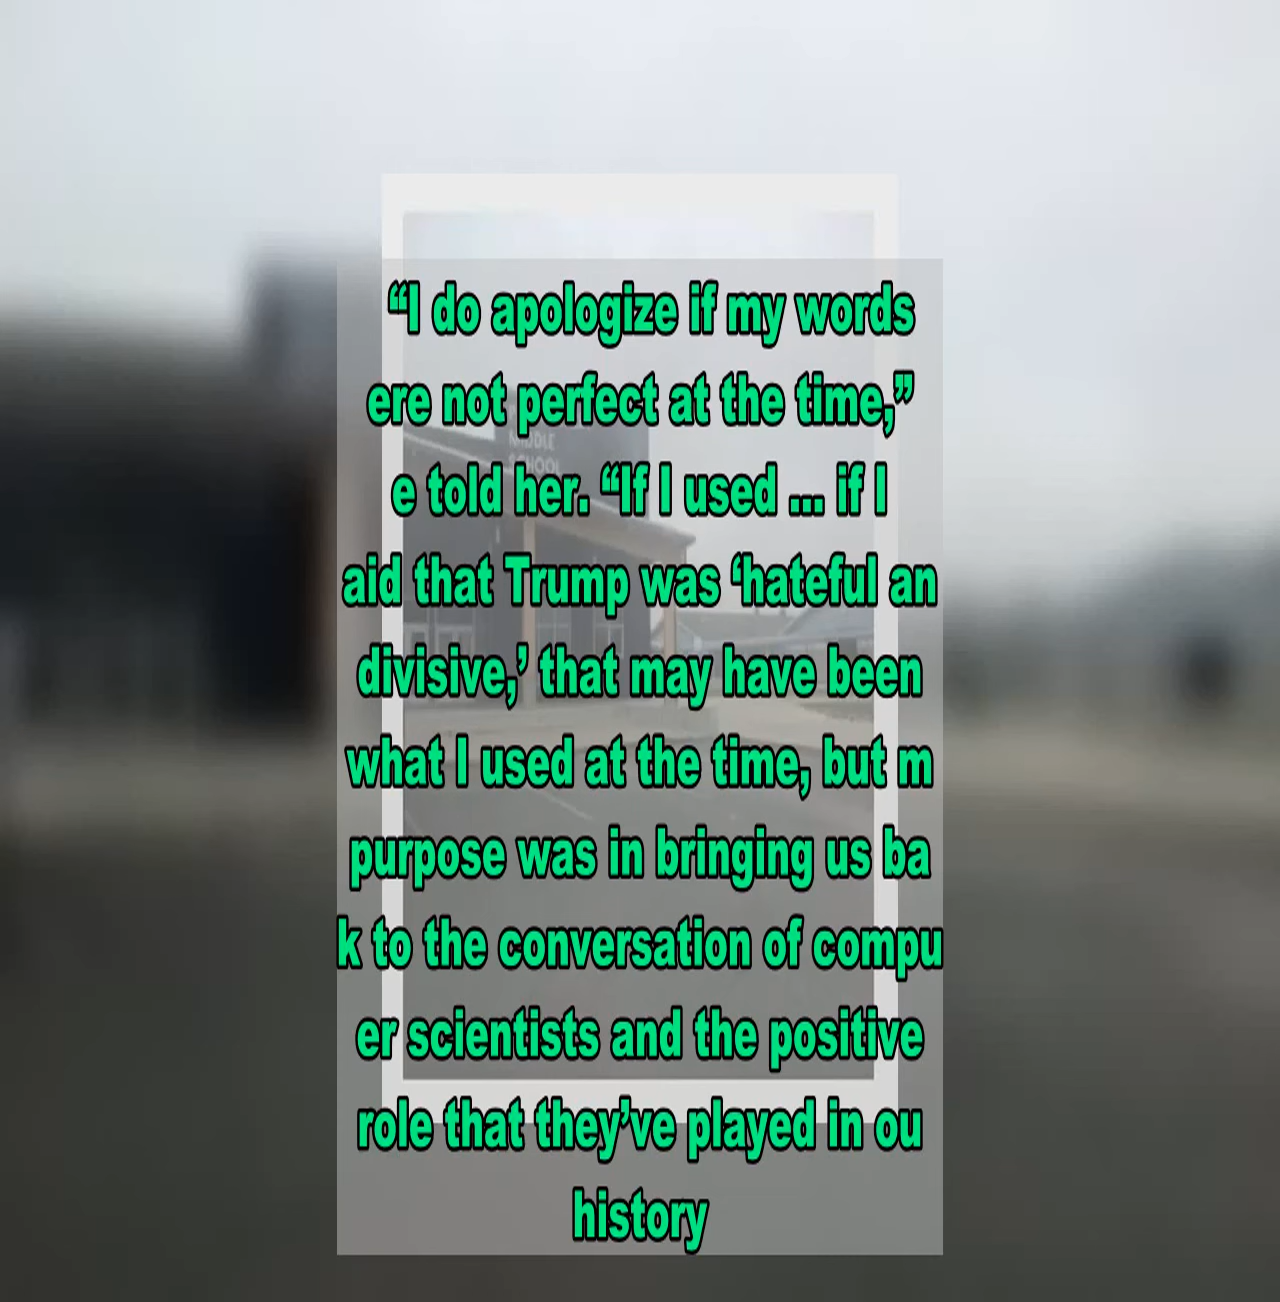 “I do apologize if my words
ere not perfect at the time,”
e told her. “If I used ... if I
aid that Trump was ‘hateful an
divisive,’ that may have been
what I used at the time, but m
purpose was in bringing us ba
k to the conversation of compu
er scientists and the positive
role that they’ve played in ou
history
MIDDLE
SCHOOL